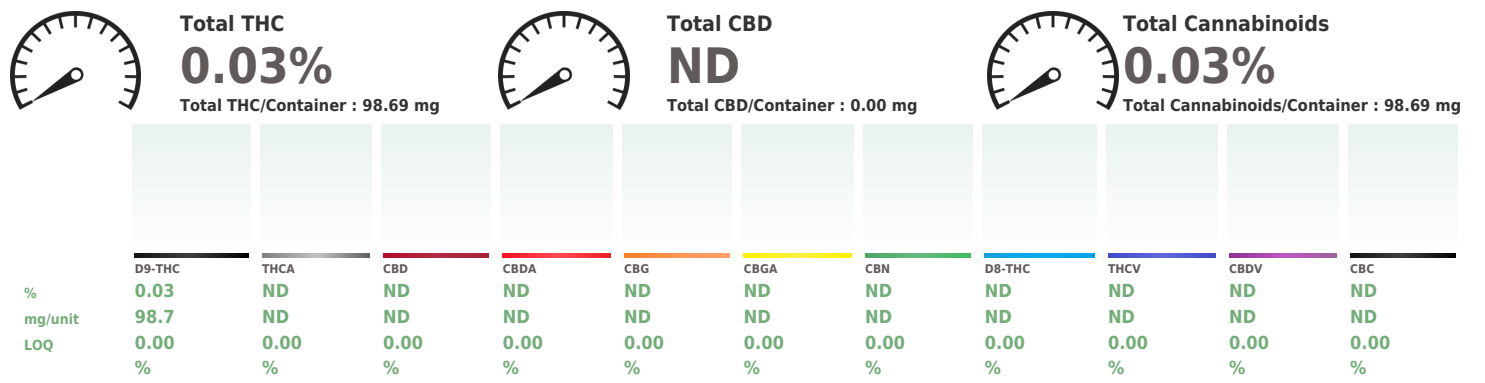 Total THC
0.03%
Total THC/Container : 98.69 mg
Total CBD
ND
Total CBD/Container : 0.00 mg
Total Cannabinoids
0.03%
Total Cannabinoids/Container : 98.69 mg
D9-THC THCA CBD CBDA CBG CBGA CBN D8-THC THCV CBDV CBC
% 0.03 ND ND ND ND ND ND ND ND ND ND
mg/unit 98.7 ND ND ND ND ND ND ND ND ND ND
LOQ 0.00 0.00 0.00 0.00 0.00 0.00 0.00 0.00 0.00 0.00 0.00
% % % % % % % % % % %